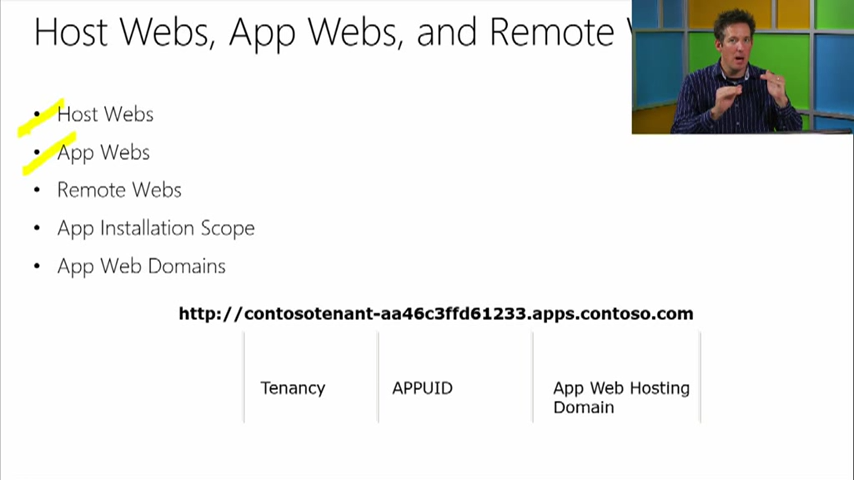 Host Webs, App Webs, and Remote
• Host Webs
• App Webs
• Remote Webs
• App Installation Scope
• App Web Domains
http://contosotenant-aa46c3ffd61233.apps.contoso.com
Tenancy
APPUID
App Web Hosting
Domain